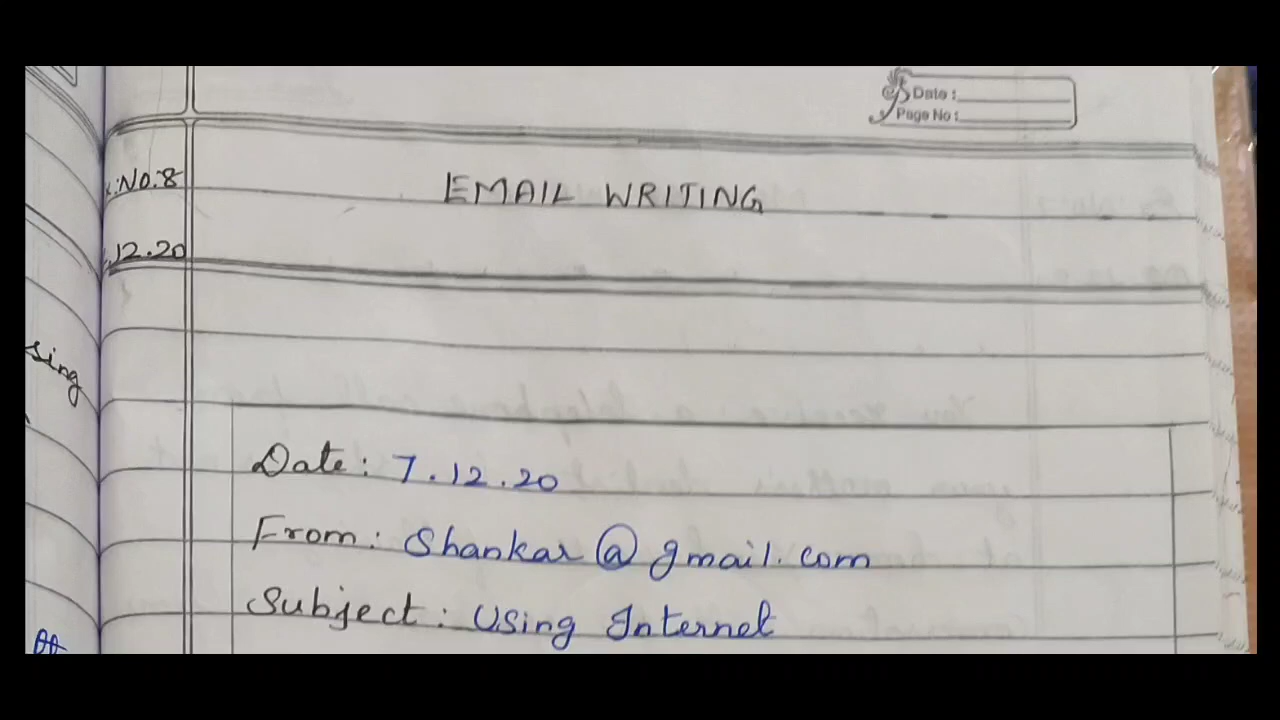 Date :
Page No :
.No:8
EMAIL WRITING
.12.20
sing
Date: 7.12.20
From: Shankar@gmail.com
Subject: Using Internet